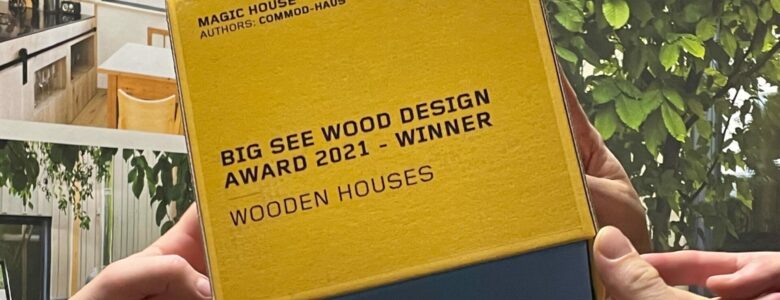 MAGIC HOUSE
AUTHORS: COMMOD-HAUS
BIG SEE WOOD DESIGN
AWARD 2021 - WINNER
WOODEN HOUSES